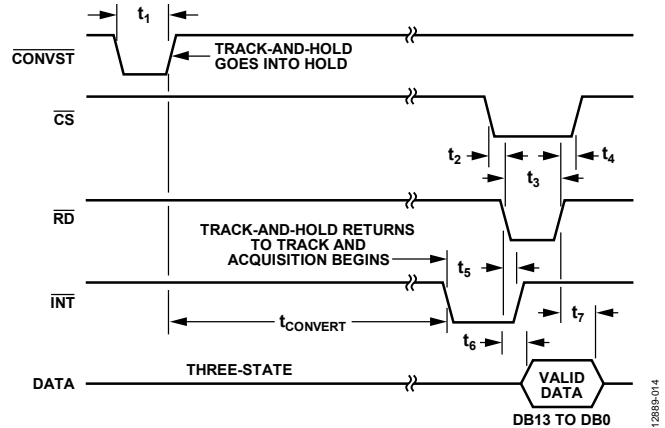 t1
CONVST
TRACK-AND-HOLD
GOES INTO HOLD
CS
t2
t3
t4
RD
TRACK-AND-HOLD RETURNS
TO TRACK AND
ACQUISITION BEGINS
t5
INT
tCONVERT
t6
t7
DATA
THREE-STATE
VALID
DATA
DB13 TO DB0
12889-014